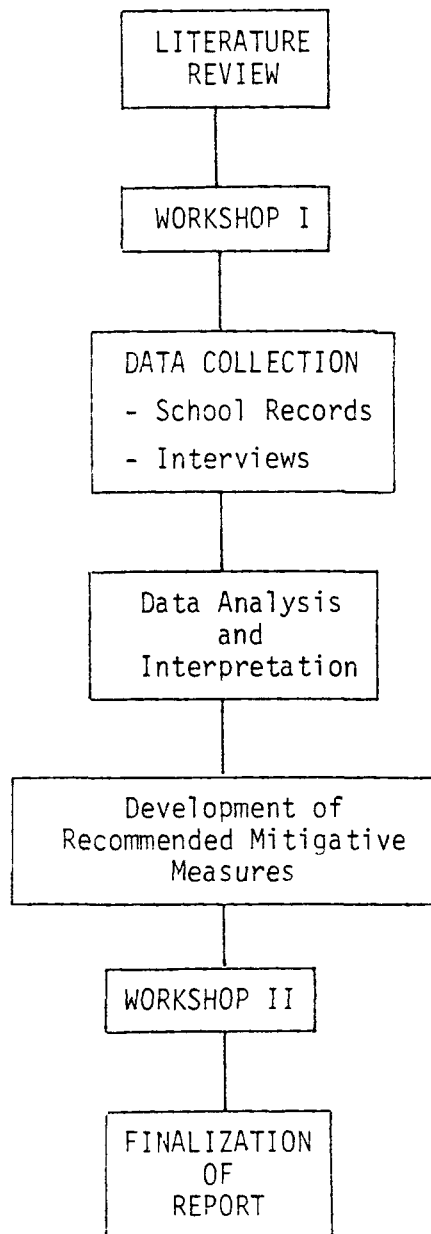 LITERATURE
REVIEW
WORKSHOP I
DATA COLLECTION
- School Records
- Interviews
Data Analysis
and
Interpretation
Development of
Recommended Mitigative
Measures
WORKSHOP II
FINALIZATION
OF
REPORT